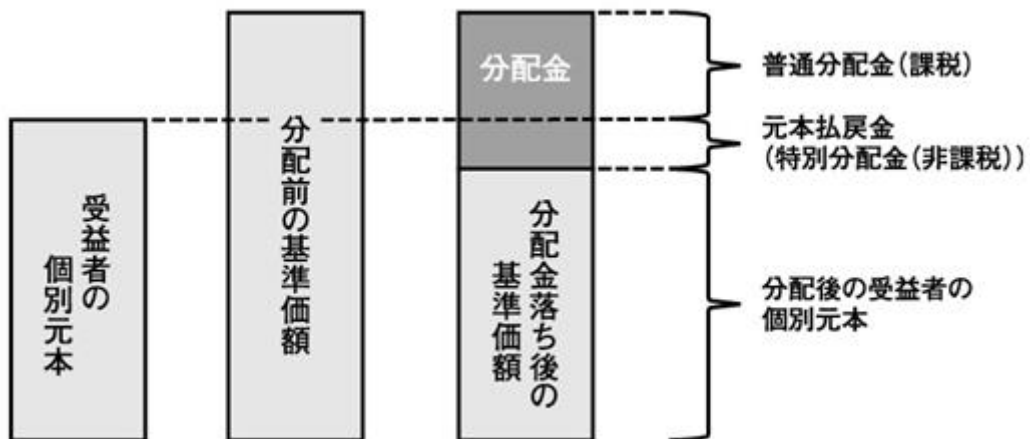 受益者の
個別元本
分配前の基準価額
分配金
分配金落ち後の
基準価額
普通分配金(課税)
元本払戻金
(特別分配金(非課税))
分配後の受益者の
個別元本